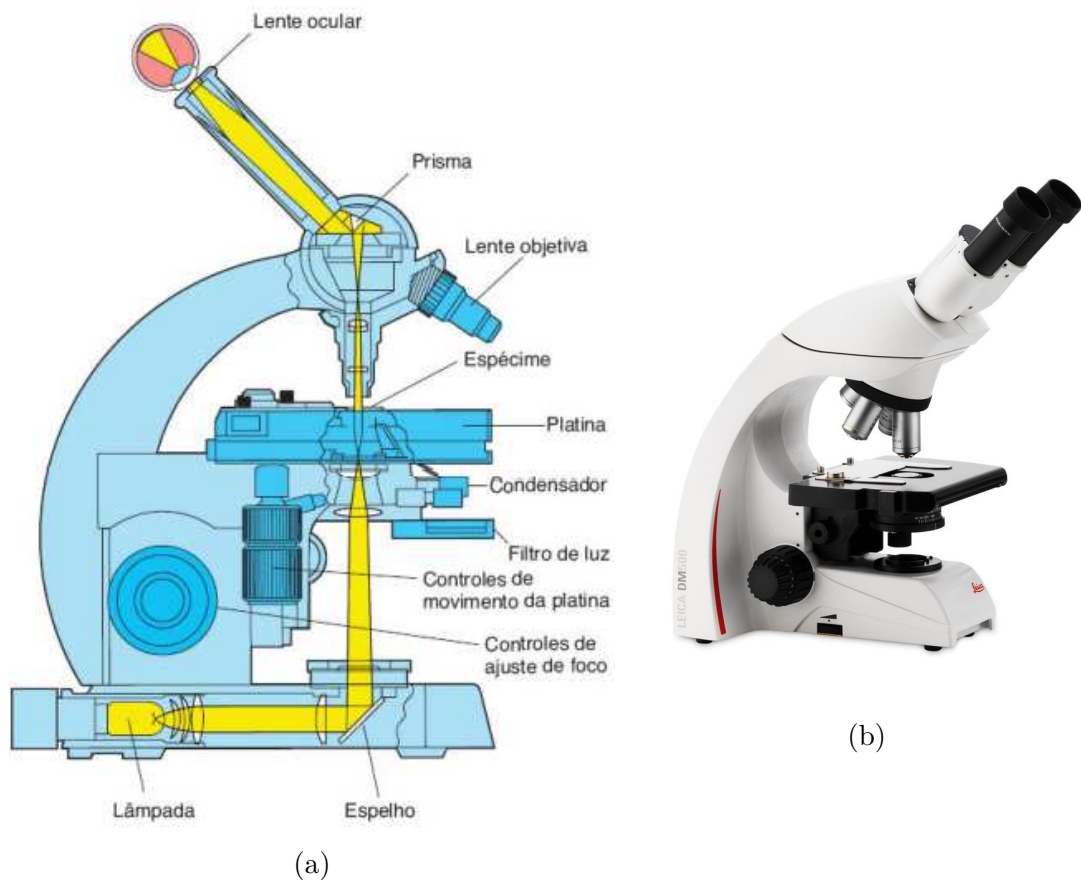 Lente ocular
Prisma
Lente objetiva
Espécime
Platina
Condensador
Filtro de luz
Controles de
movimento da platina
Controles de
ajuste de foco
Lâmpada
Espelho
(a)
LEICA DM500
Leica
(b)